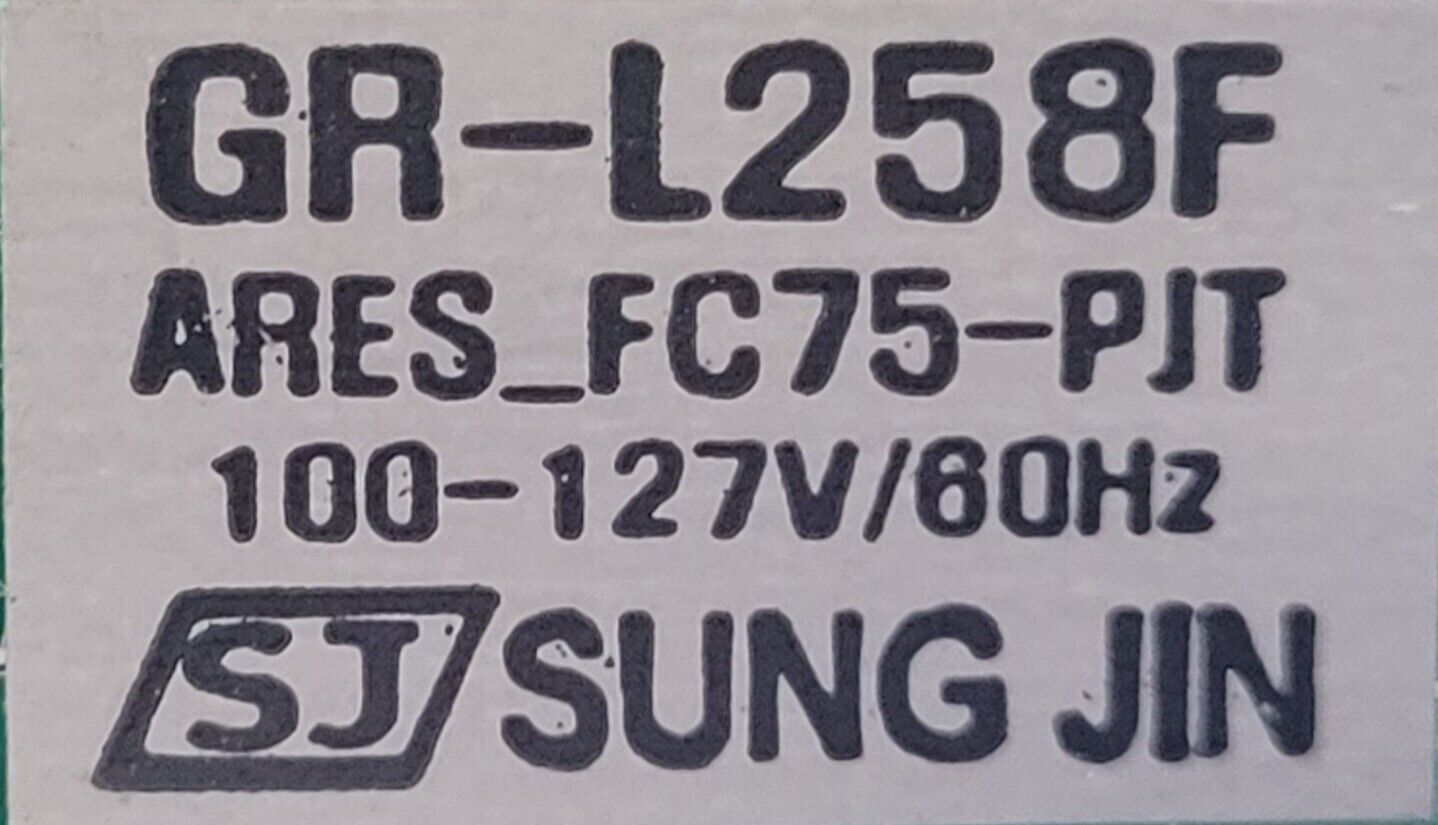 GR-L258F
ARES_FC75-PJT
100-127V/60Hz
SJ SUNG JIN